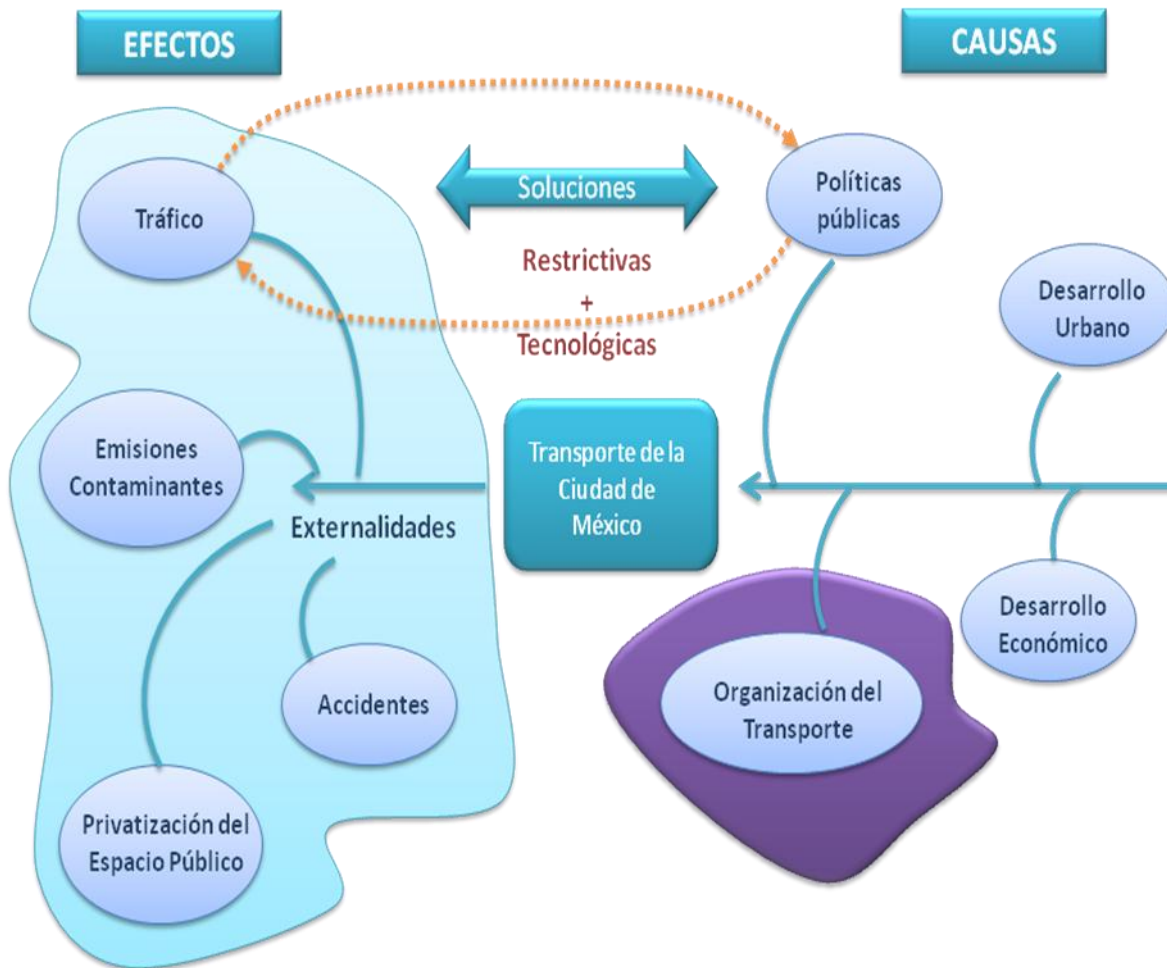 EFECTOS
CAUSAS
Tráfico
Soluciones
Restrictivas
+
Tecnológicas
Políticas
públicas
Desarrollo
Urbano
Emisiones
Contaminantes
Externalidades
Transporte de la
Ciudad de
México
Desarrollo
Económico
Accidentes
Organización del
Transporte
Privatización del
Espacio Público